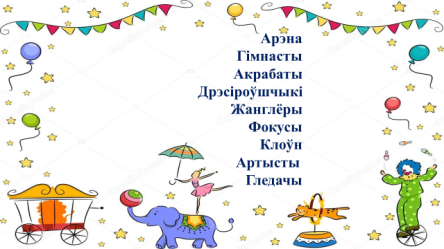 Арэна
Гімнасты
Акрабаты
Дрэсіроўшчыкі
Жанглёры
Фокусы
Клоўн
Артысты
Гледачы